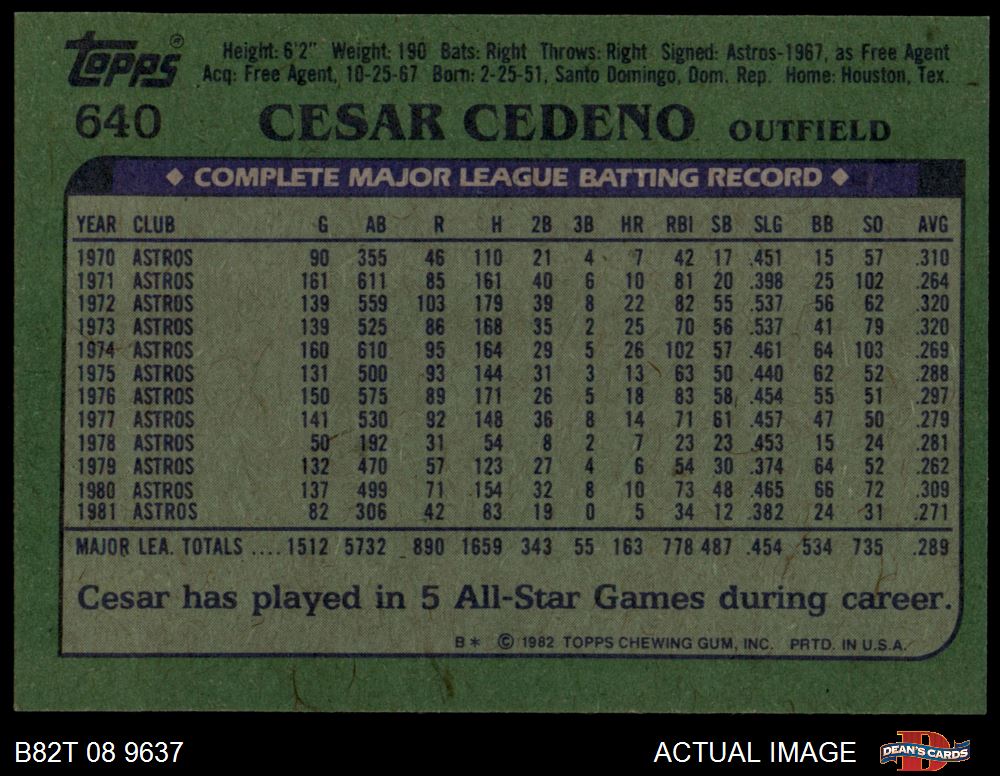 Topps®
Height: 6'2" Weight: 190 Bats: Right Throws: Right Signed: Astros-1967, as Free Agent
Acq: Free Agent, 10-25-67 Born: 2-25-51, Santo Domingo, Dom. Rep. Home: Houston, Tex.
640 CESAR CEDENO OUTFIELD
◆ COMPLETE MAJOR LEAGUE BATTING RECORD ◆
YEAR CLUB G AB R H 2B 3B HR RBI SB SLG BB SO AVG
1970 ASTROS 90 355 46 110 21 4 7 42 17 .451 15 57 .310
1971 ASTROS 161 611 85 161 40 6 10 81 20 .398 25 102 .264
1972 ASTROS 139 559 103 179 39 8 22 82 55 .537 56 62 .320
1973 ASTROS 139 525 86 168 35 2 25 70 56 .537 41 79 .320
1974 ASTROS 160 610 95 164 29 5 26 102 57 .461 64 103 .269
1975 ASTROS 131 500 93 144 31 3 13 63 50 .440 62 52 .288
1976 ASTROS 150 575 89 171 26 5 18 83 58 .454 55 51 .297
1977 ASTROS 141 530 92 148 36 8 14 71 61 .457 47 50 .279
1978 ASTROS 50 192 31 54 8 2 7 23 23 .453 15 24 .281
1979 ASTROS 132 470 57 123 27 4 6 54 30 .374 64 52 .262
1980 ASTROS 137 499 71 154 32 8 10 73 48 .465 66 72 .309
1981 ASTROS 82 306 42 83 19 0 5 34 12 .382 24 31 .271
MAJOR LEA. TOTALS .... 1512 5732 890 1659 343 55 163 778 487 .454 534 735 .289
Cesar has played in 5 All-Star Games during career.
B* © 1982 TOPPS CHEWING GUM, INC. PRTD. IN U.S.A.
B82T 08 9637 ACTUAL IMAGE DEAN'S CARDS